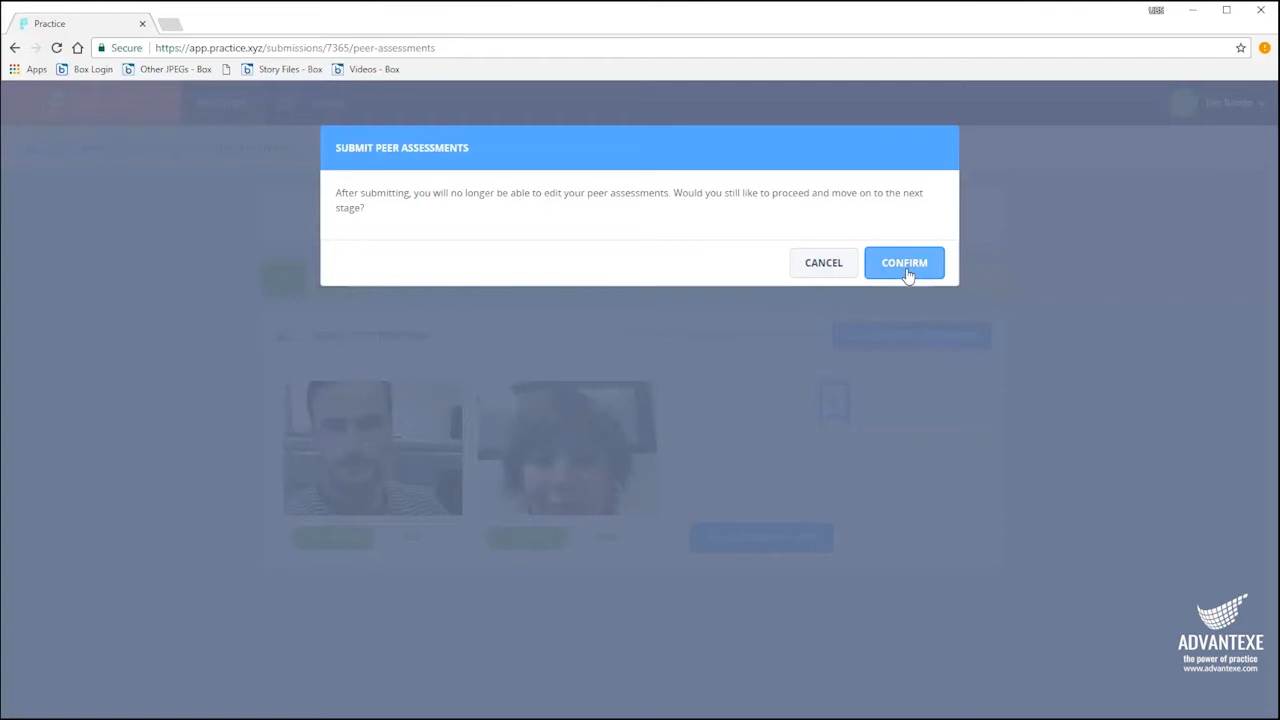 Practice
Secure
https://app.practice.xyz/submissions/7365/peer-assessments
Apps
Box Login
Other JPEGs - Box
Story Files - Box
Videos - Box
SUBMIT PEER ASSESSMENTS
After submitting, you will no longer be able to edit your peer assessments. Would you still like to proceed and move on to the next
stage?
CANCEL
CONFIRM
ADVANTEXE
the power of practice
www.advantexe.com